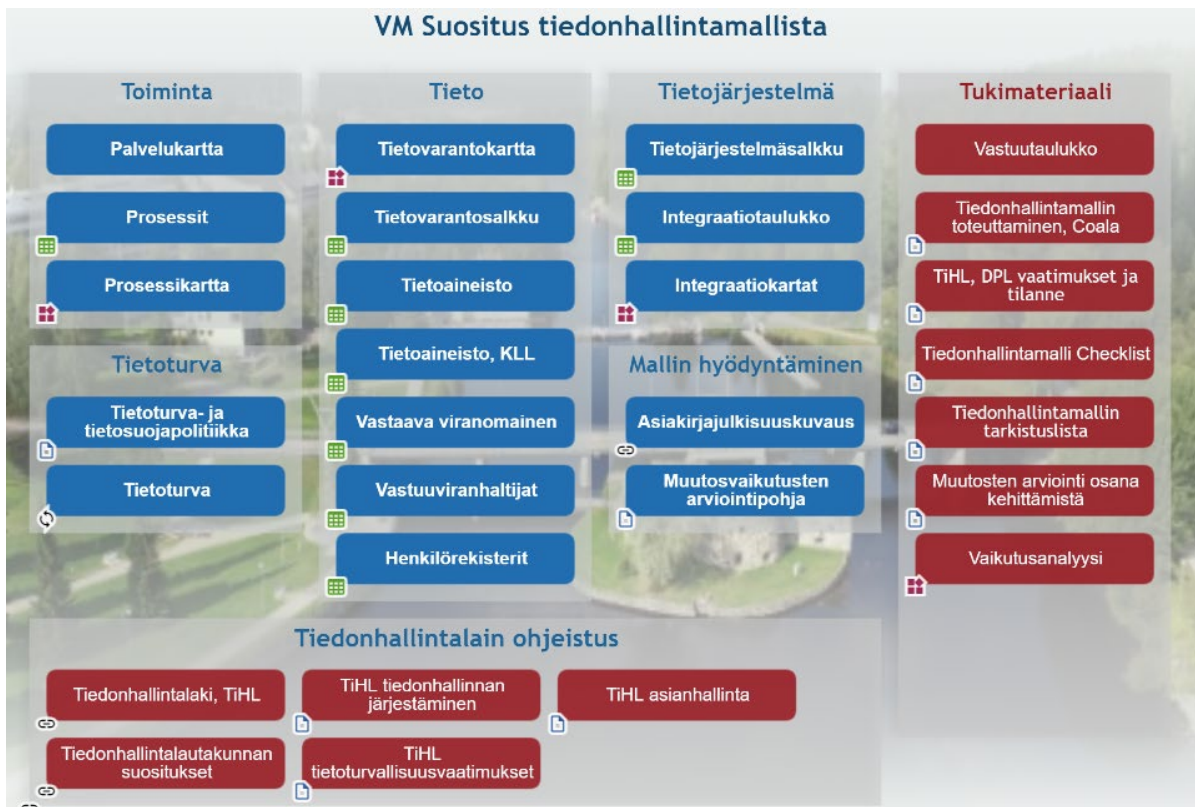 VM Suositus tiedonhallintamallista
Toiminta
Palvelukartta
Prosessit
Prosessikartta
Tietoturva
Tietoturva- ja
tietosuojapolitiikka
Tietoturva
Tieto
Tietovarantokartta
Tietovarantosalkku
Tietoaineisto
Tietoaineisto, KLL
Vastaava viranomainen
Vastuuviranhaltijat
Henkilörekisterit
Tietojärjestelmä
Tietojärjestelmäsalkku
Integraatiotaulukko
Integraatiokartat
Mallin hyödyntäminen
Asiakirjajulkisuuskuvaus
Muutosvaikutusten
arviointipohja
Tukimateriaali
Vastuutaulukko
Tiedonhallintamallin
toteuttaminen, Coala
TiHL, DPL vaatimukset ja
tilanne
Tiedonhallintamalli Checklist
Tiedonhallintamallin
tarkistuslista
Muutosten arviointi osana
kehittämistä
Vaikutusanalyysi
Tiedonhallintalain ohjeistus
Tiedonhallintalaki, TiHL
TiHL tiedonhallinnan
järjestäminen
TiHL asianhallinta
Tiedonhallintalautakunnan
suositukset
TiHL
tietoturvallisuusvaatimukset